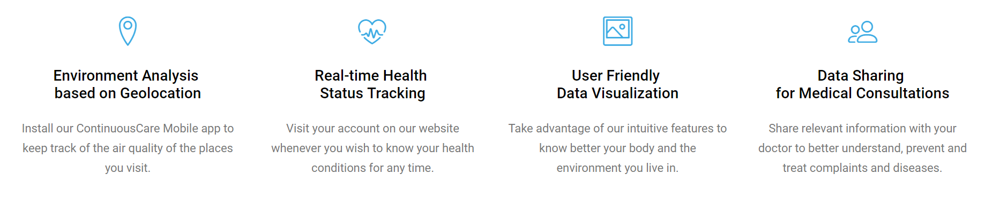 Environment Analysis
based on Geolocation
Install our ContinuousCare Mobile app to
keep track of the air quality of the places
you visit.
Real-time Health
Status Tracking
Visit your account on our website
whenever you wish to know your health
conditions for any time.
User Friendly
Data Visualization
Take advantage of our intuitive features to
know better your body and the
environment you live in.
Data Sharing
for Medical Consultations
Share relevant information with your
doctor to better understand, prevent and
treat complaints and diseases.